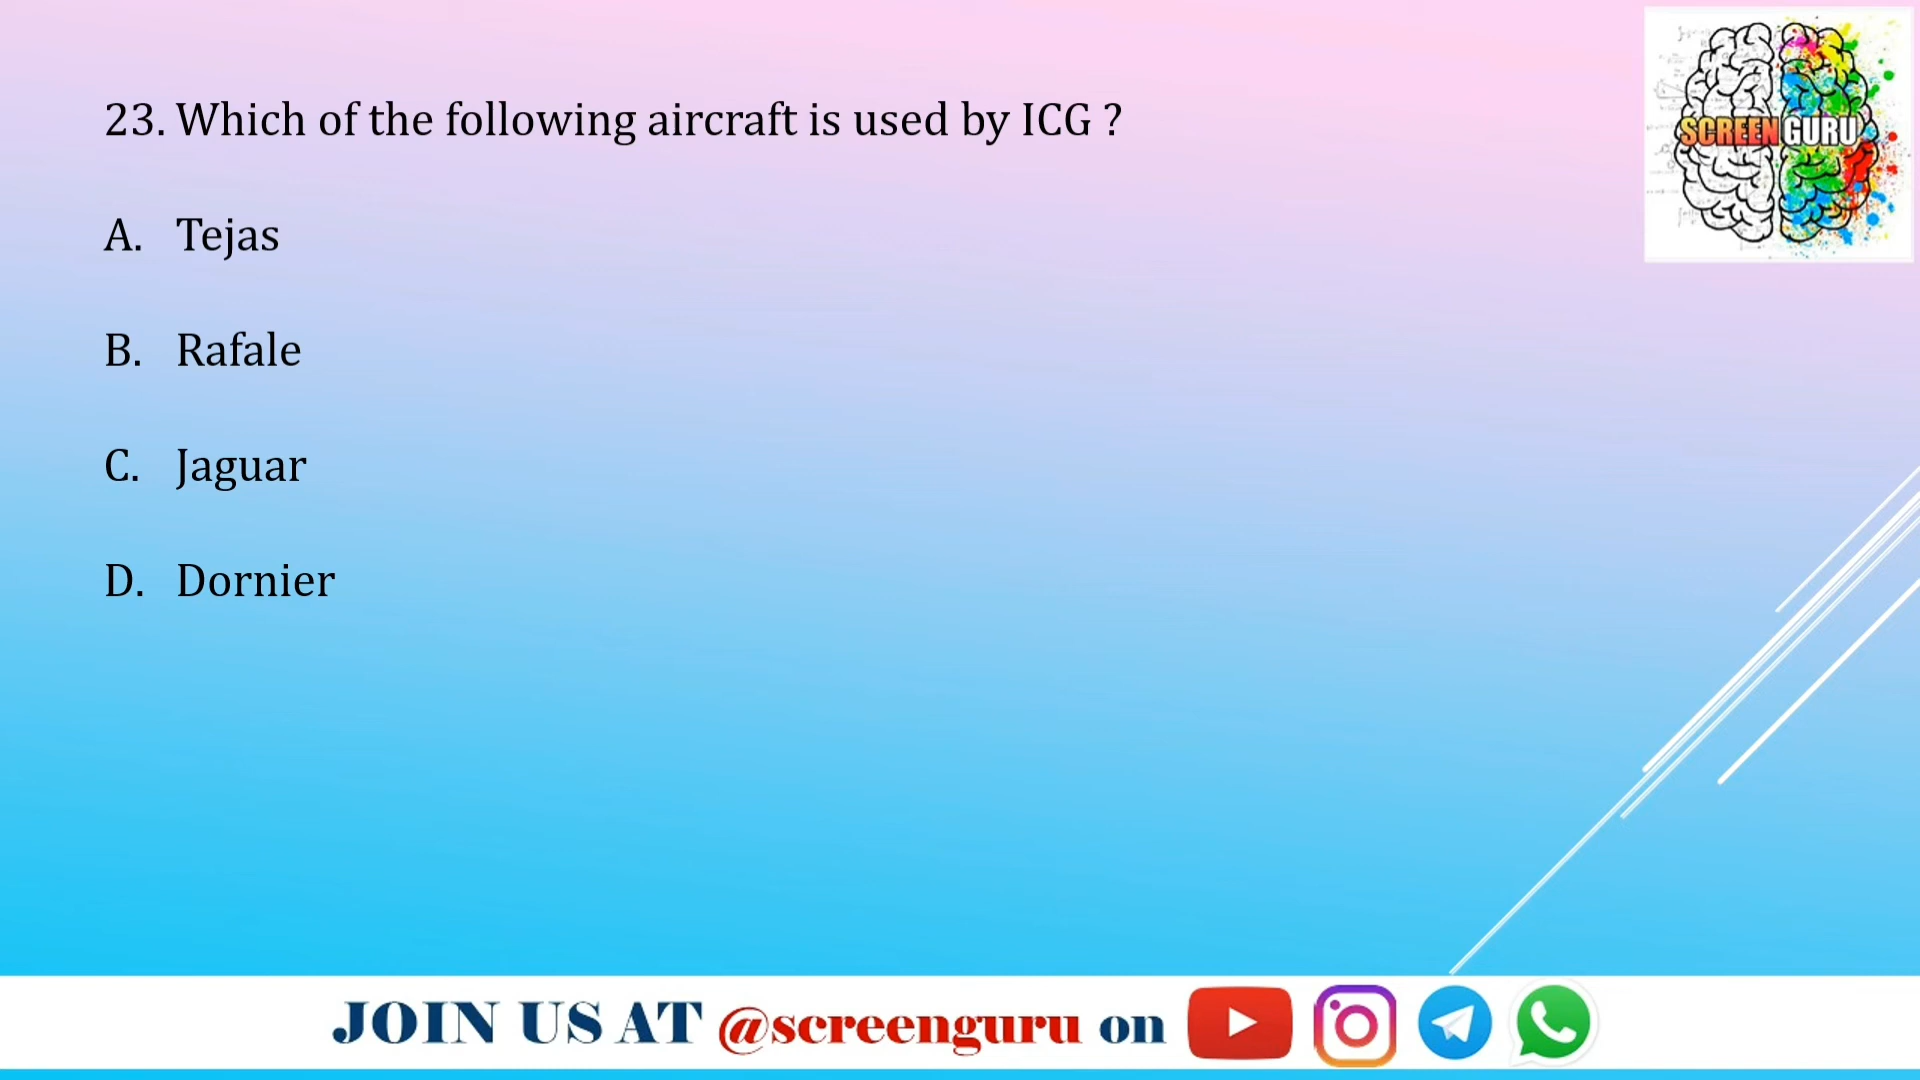 23. Which of the following aircraft is used by ICG ?
SCREEN GURU
A. Tejas
B. Rafale
C. Jaguar
D. Dornier
JOIN US AT @screenguru on